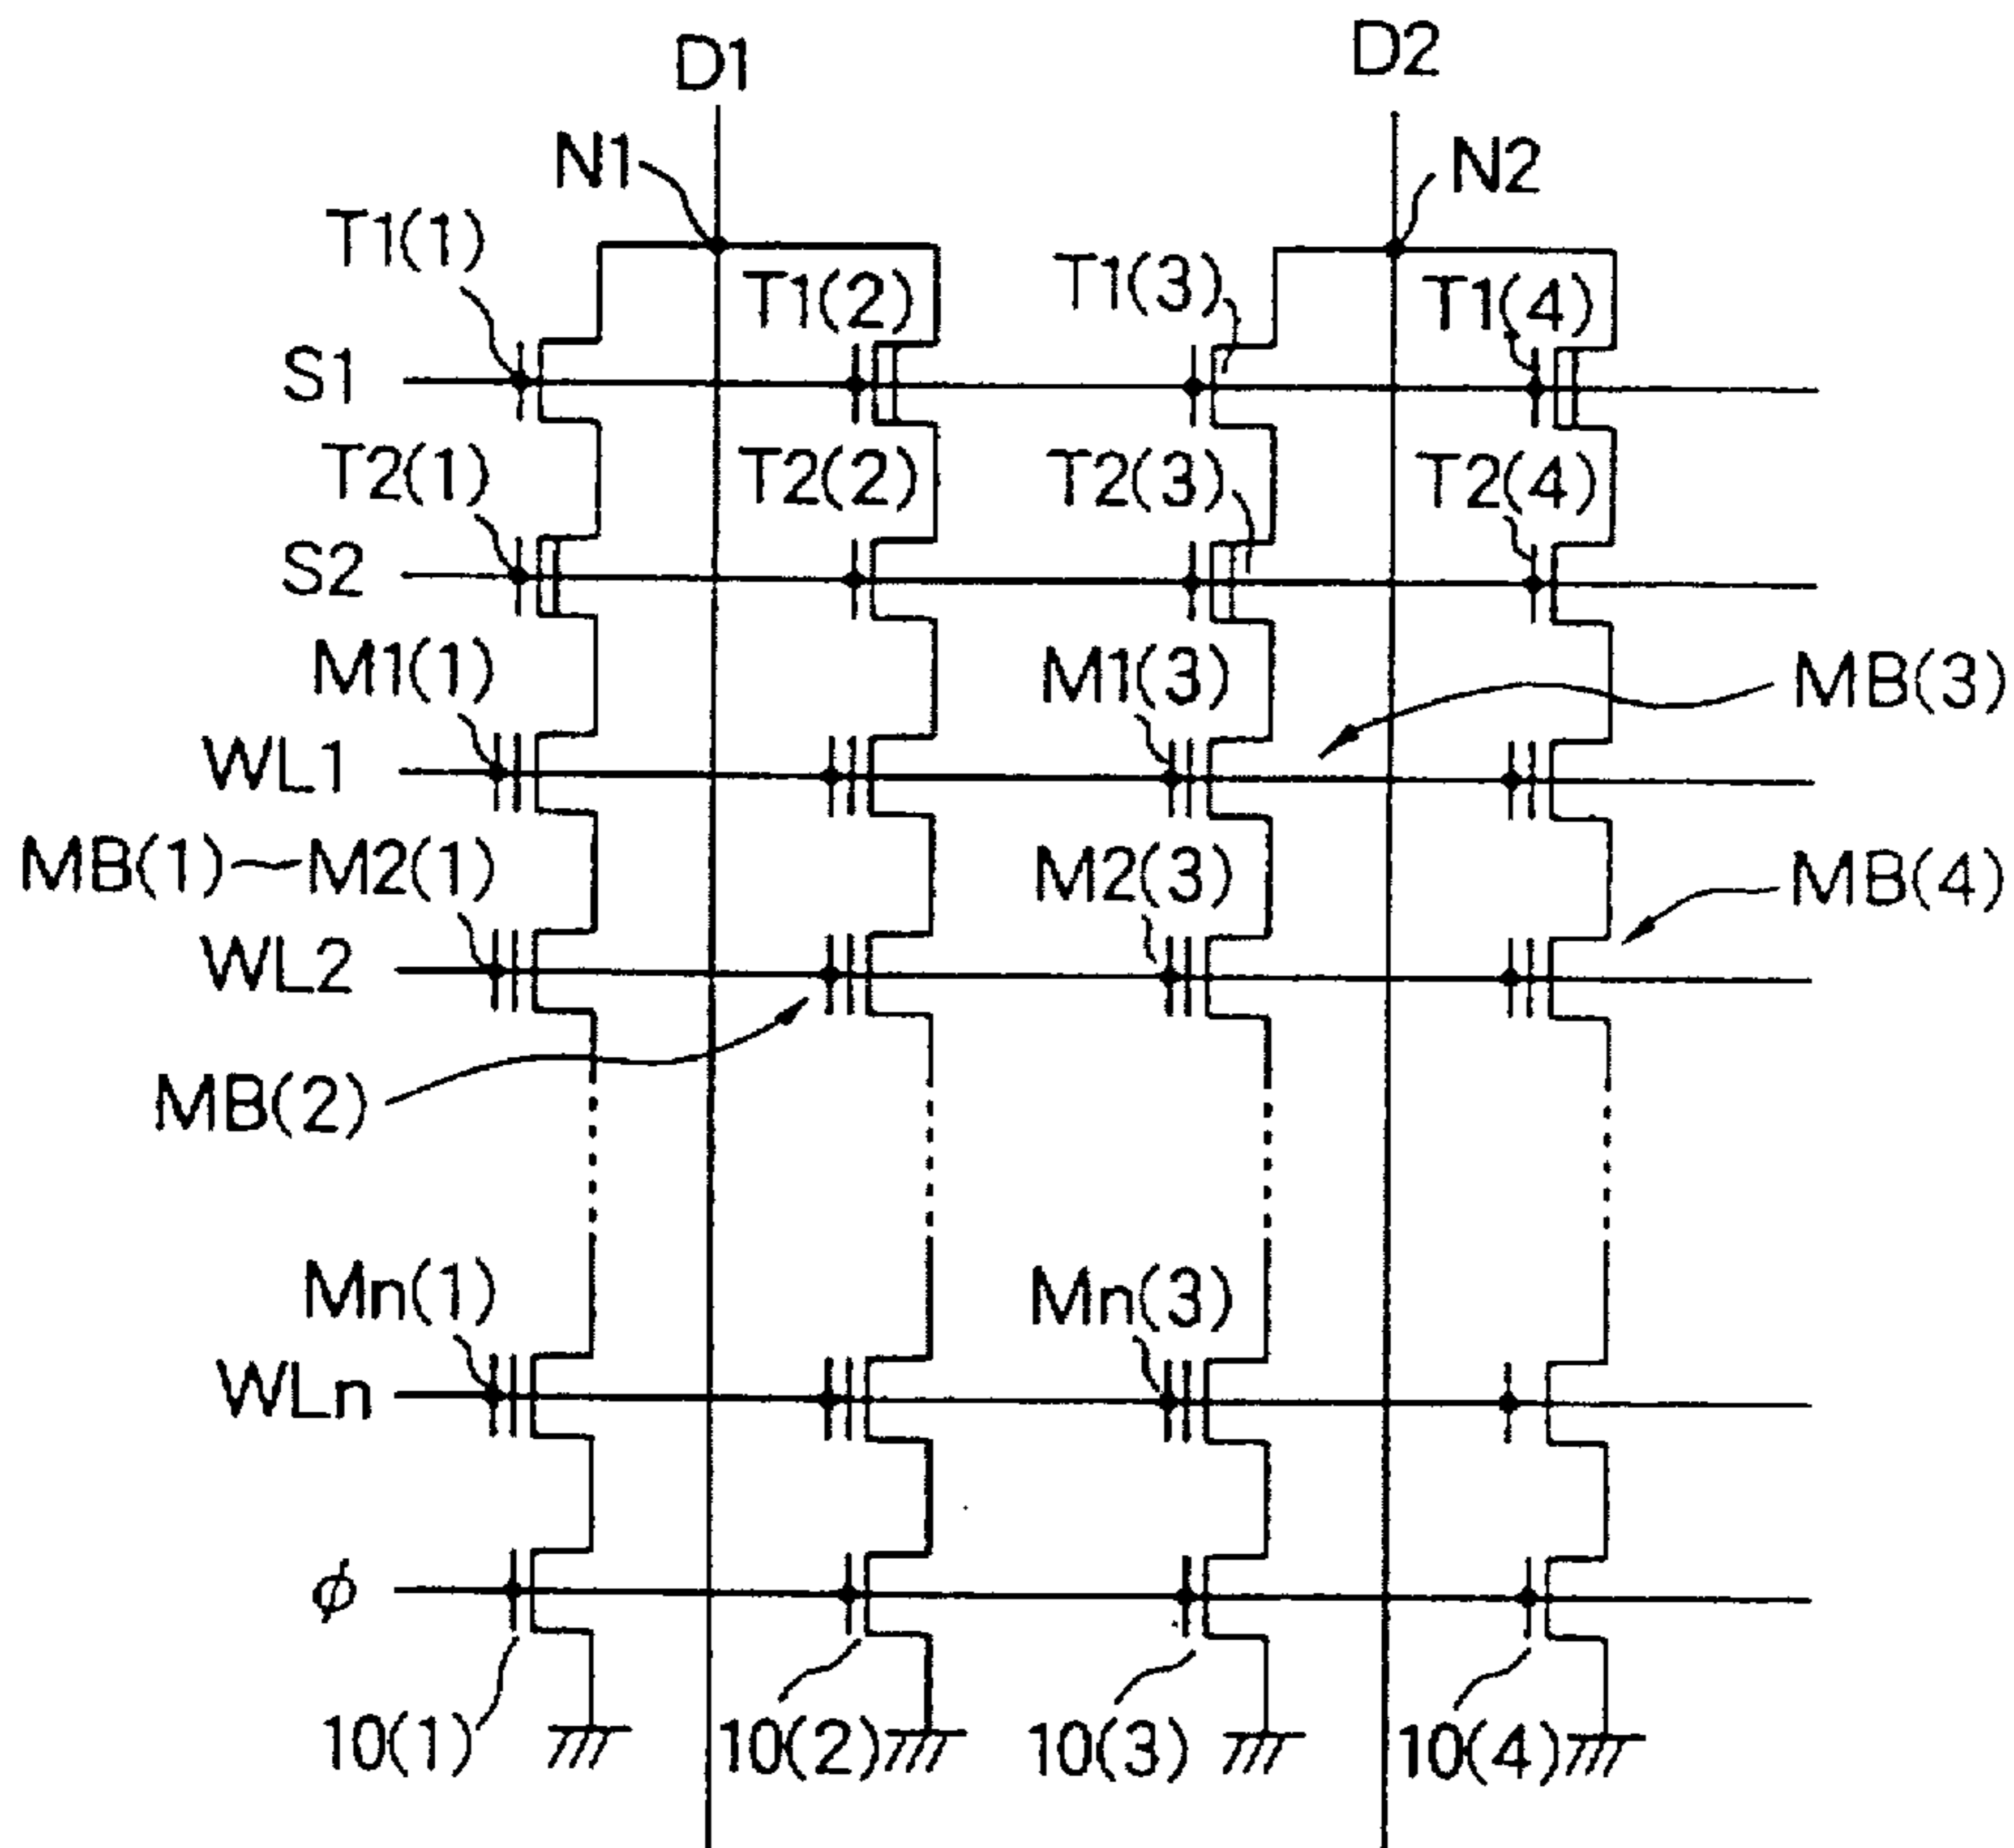 D1
D2
N1
N2
T1(1)
T1(2)
T1(3)
T1(4)
S1
T2(1)
T2(2)
T2(3)
T2(4)
S2
M1(1)
M1(3)
MB(3)
WL1
MB(1)~M2(1)
M2(3)
MB(4)
WL2
MB(2)
Mn(1)
Mn(3)
WLn
ϕ
10(1)
10(2)
10(3)
10(4)